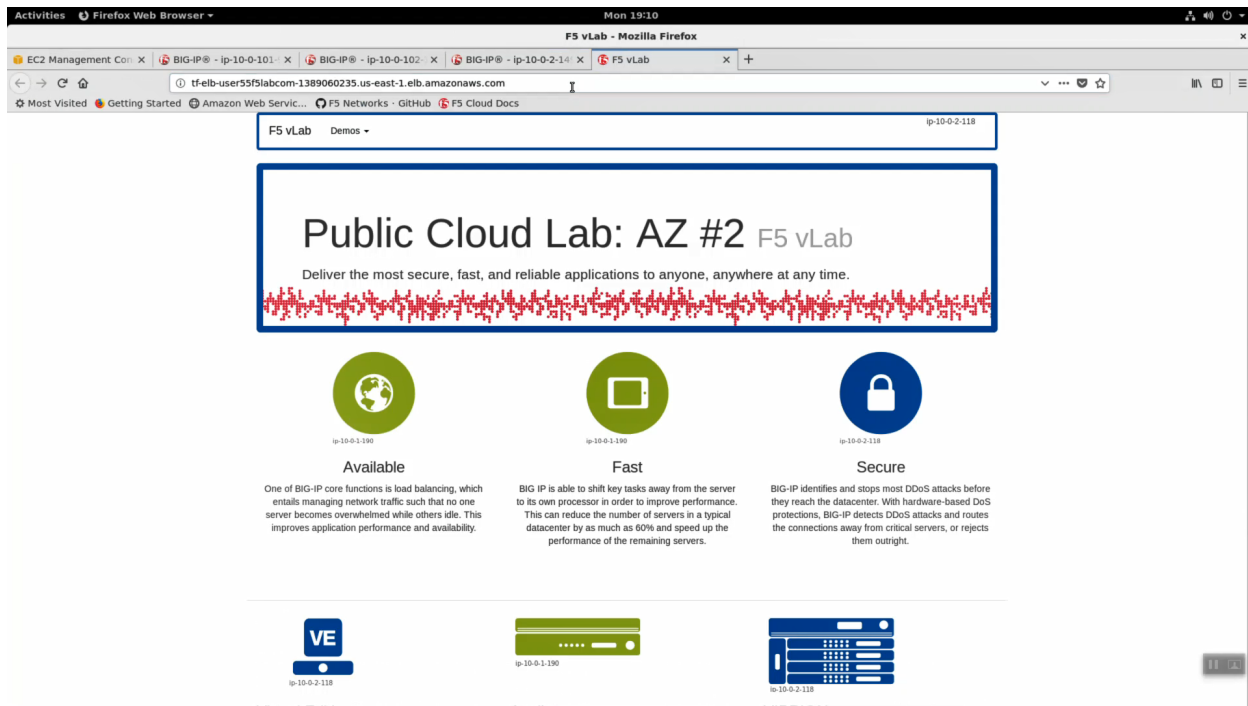 Activities Firefox Web Browser Mon 19:10
F5 vLab - Mozilla Firefox
EC2 Management Con BIG-IP® - ip-10-0-101- BIG-IP® - ip-10-0-102- BIG-IP® - ip-10-0-2-14 F5 vLab
tf-elb-user55f5labcom-1389060235.us-east-1.elb.amazonaws.com
Most Visited Getting Started Amazon Web Servic... F5 Networks · GitHub F5 Cloud Docs
F5 vLab Demos ip-10-0-2-118
Public Cloud Lab: AZ #2 F5 vLab
Deliver the most secure, fast, and reliable applications to anyone, anywhere at any time.
ip-10-0-1-190
Available
One of BIG-IP core functions is load balancing, which
entails managing network traffic such that no one
server becomes overwhelmed while others idle. This
improves application performance and availability.
ip-10-0-1-190
Fast
BIG IP is able to shift key tasks away from the server
to its own processor in order to improve performance.
This can reduce the number of servers in a typical
datacenter by as much as 60% and speed up the
performance of the remaining servers.
ip-10-0-2-118
Secure
BIG-IP identifies and stops most DDoS attacks before
they reach the datacenter. With hardware-based DoS
protections, BIG-IP detects DDoS attacks and routes
the connections away from critical servers, or rejects
them outright.
VE
ip-10-0-2-118
ip-10-0-1-190
ip-10-0-2-118